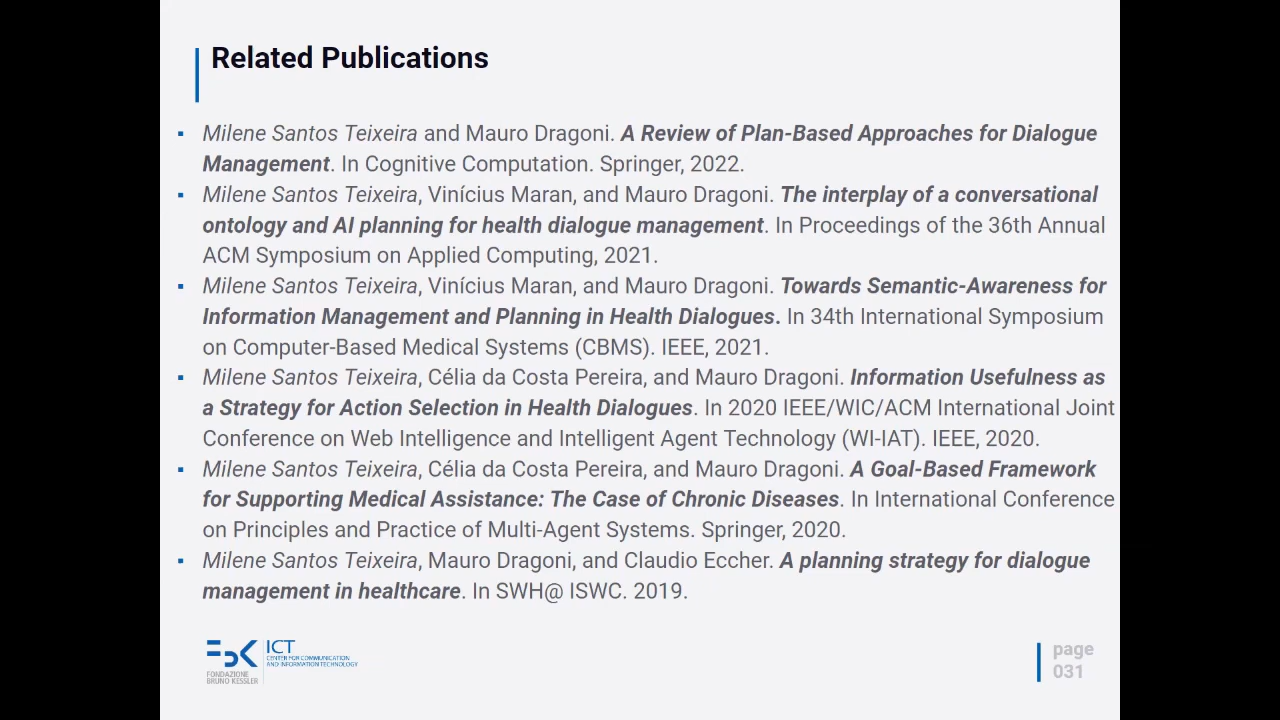 Related Publications
▪ Milene Santos Teixeira and Mauro Dragoni. A Review of Plan-Based Approaches for Dialogue
Management. In Cognitive Computation. Springer, 2022.
▪ Milene Santos Teixeira, Vinícius Maran, and Mauro Dragoni. The interplay of a conversational
ontology and AI planning for health dialogue management. In Proceedings of the 36th Annual
ACM Symposium on Applied Computing, 2021.
▪ Milene Santos Teixeira, Vinícius Maran, and Mauro Dragoni. Towards Semantic-Awareness for
Information Management and Planning in Health Dialogues. In 34th International Symposium
on Computer-Based Medical Systems (CBMS). IEEE, 2021.
▪ Milene Santos Teixeira, Célia da Costa Pereira, and Mauro Dragoni. Information Usefulness as
a Strategy for Action Selection in Health Dialogues. In 2020 IEEE/WIC/ACM International Joint
Conference on Web Intelligence and Intelligent Agent Technology (WI-IAT). IEEE, 2020.
▪ Milene Santos Teixeira, Célia da Costa Pereira, and Mauro Dragoni. A Goal-Based Framework
for Supporting Medical Assistance: The Case of Chronic Diseases. In International Conference
on Principles and Practice of Multi-Agent Systems. Springer, 2020.
▪ Milene Santos Teixeira, Mauro Dragoni, and Claudio Eccher. A planning strategy for dialogue
management in healthcare. In SWH@ ISWC. 2019.
FBK
FONDAZIONE
BRUNO KESSLER
ICT
CENTER FOR COMMUNICATION
AND INFORMATION TECHNOLOGY
page
031